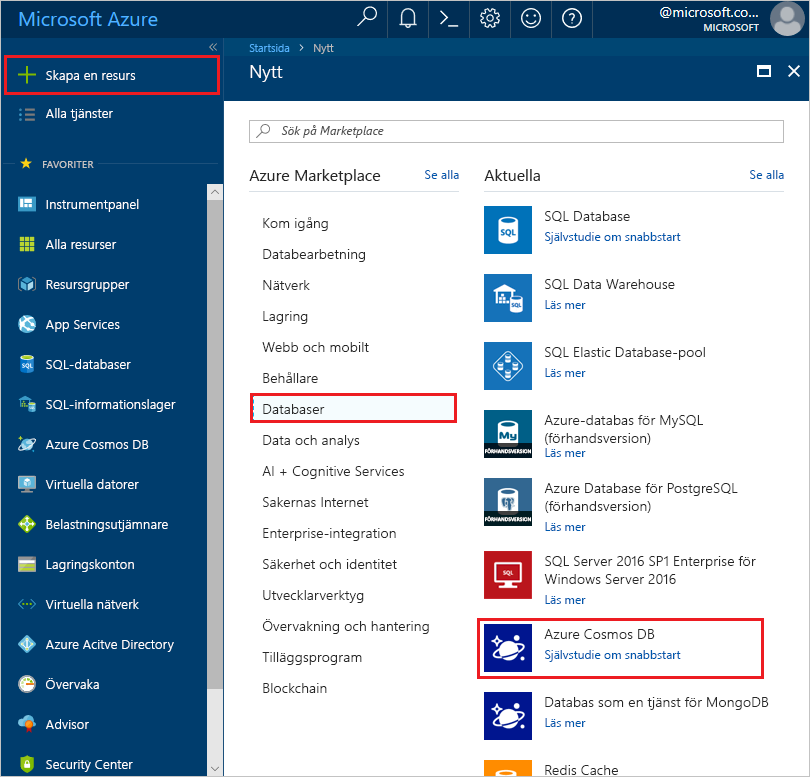 Microsoft Azure
@microsoft.co...
MICROSOFT
Skapa en resurs
Alla tjänster
FAVORITER
Instrumentpanel
Alla resurser
Resursgrupper
App Services
SQL-databaser
SQL-informationslager
Azure Cosmos DB
Virtuella datorer
Belastningsutjämnare
Lagringskonton
Virtuella nätverk
Azure Acitve Directory
Övervaka
Advisor
Security Center
Startsida > Nytt
Nytt
Sök på Marketplace
Azure Marketplace
Se alla
Kom igång
Databearbetning
Nätverk
Lagring
Webb och mobilt
Behållare
Databaser
Data och analys
AI + Cognitive Services
Sakernas Internet
Enterprise-integration
Säkerhet och identitet
Utvecklarverktyg
Övervakning och hantering
Tilläggsprogram
Blockchain
Aktuella
Se alla
SQL
SQL Database
Självstudie om snabbstart
SQL
SQL Data Warehouse
Läs mer
SQL Elastic Database-pool
Läs mer
My
FÖRHANDSVERSION
Azure-databas för MySQL
(förhandsversion)
Läs mer
FÖRHANDSVERSION
Azure Database för PostgreSQL
(förhandsversion)
Läs mer
SQL
SQL Server 2016 SP1 Enterprise för
Windows Server 2016
Läs mer
Azure Cosmos DB
Självstudie om snabbstart
Databas som en tjänst för MongoDB
Läs mer
Redis Cache